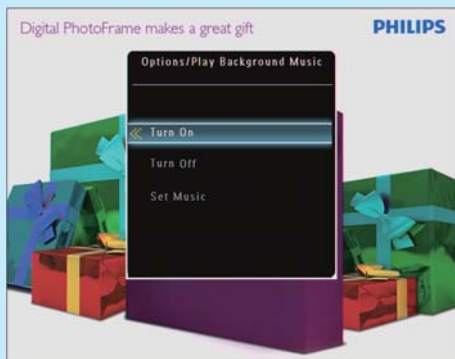 Digital PhotoFrame makes a great gift
PHILIPS
Options/Play Background Music
Turn On
Turn Off
Set Music